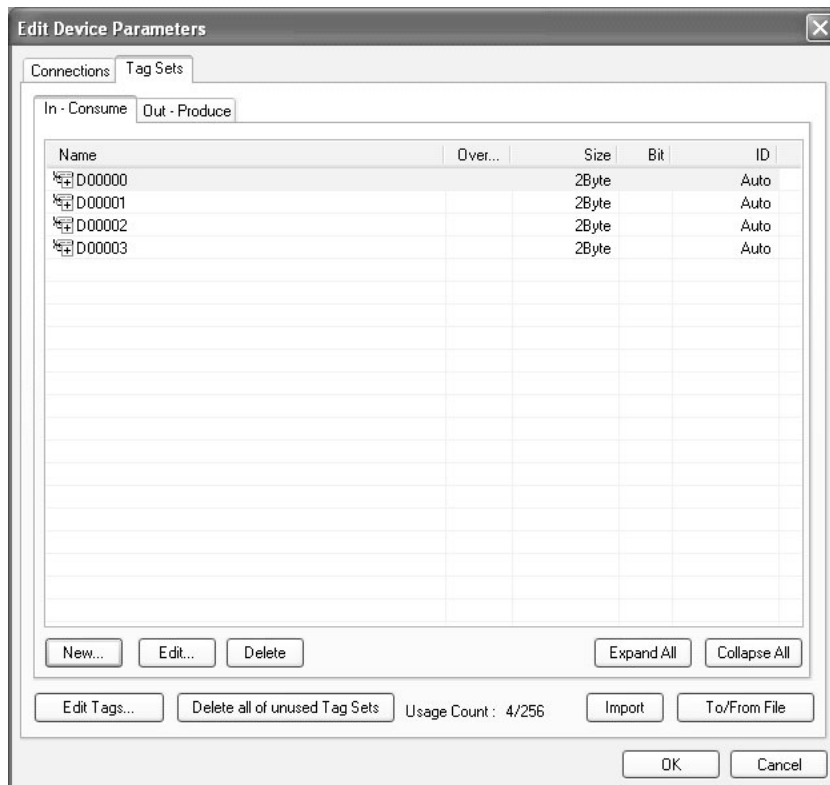 Edit Device Parameters
Connections Tag Sets
In - Consume Out - Produce
Name Over... Size Bit ID
D00000 2Byte Auto
D00001 2Byte Auto
D00002 2Byte Auto
D00003 2Byte Auto
New... Edit... Delete Expand All Collapse All
Edit Tags... Delete all of unused Tag Sets Usage Count : 4/256 Import To/From File
OK Cancel